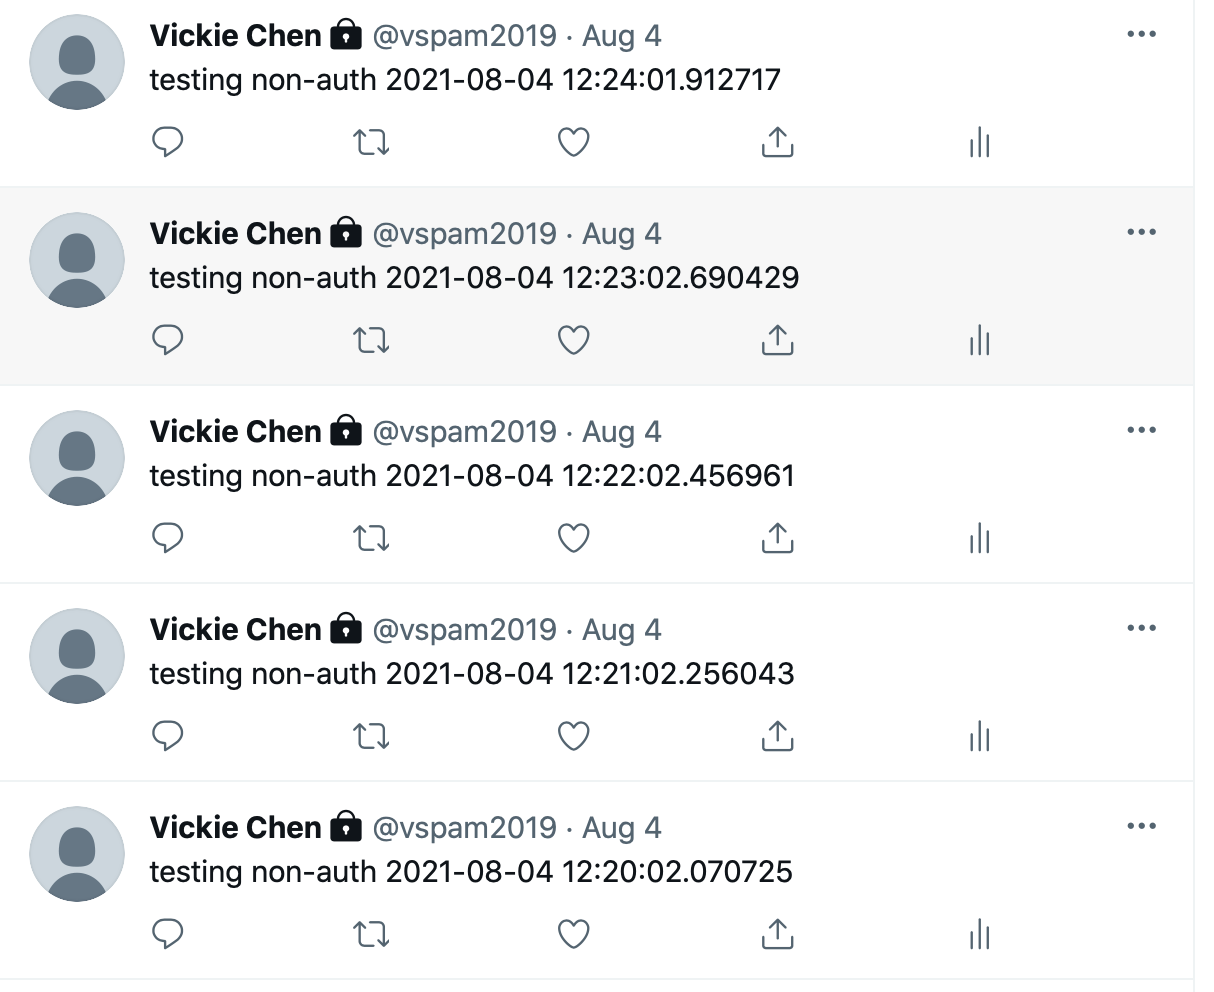 Vickie Chen @vspam2019 · Aug 4
testing non-auth 2021-08-04 12:24:01.912717
Vickie Chen @vspam2019 · Aug 4
testing non-auth 2021-08-04 12:23:02.690429
Vickie Chen @vspam2019 · Aug 4
testing non-auth 2021-08-04 12:22:02.456961
Vickie Chen @vspam2019 · Aug 4
testing non-auth 2021-08-04 12:21:02.256043
Vickie Chen @vspam2019 · Aug 4
testing non-auth 2021-08-04 12:20:02.070725